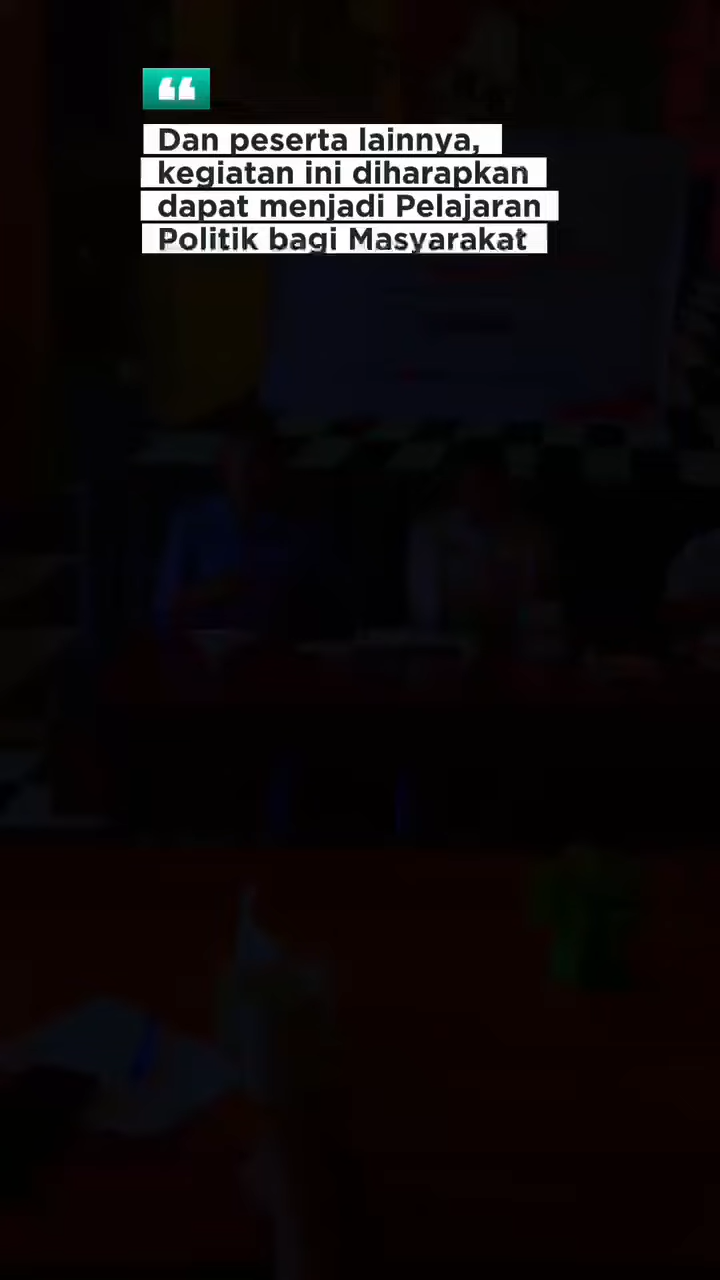 Dan peserta lainnya,
kegiatan ini diharapkan
dapat menjadi Pelajaran
Politik bagi Masyarakat